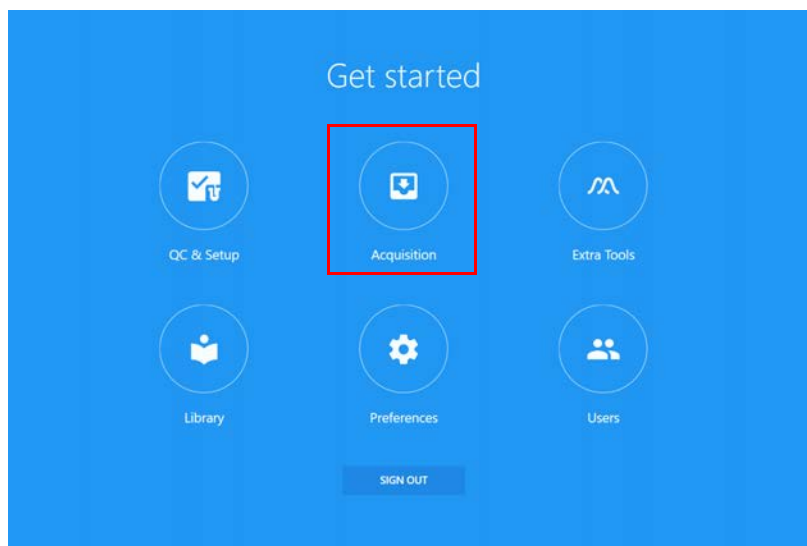 Get started
QC & Setup
Acquisition
Extra Tools
Library
Preferences
Users
SIGN OUT